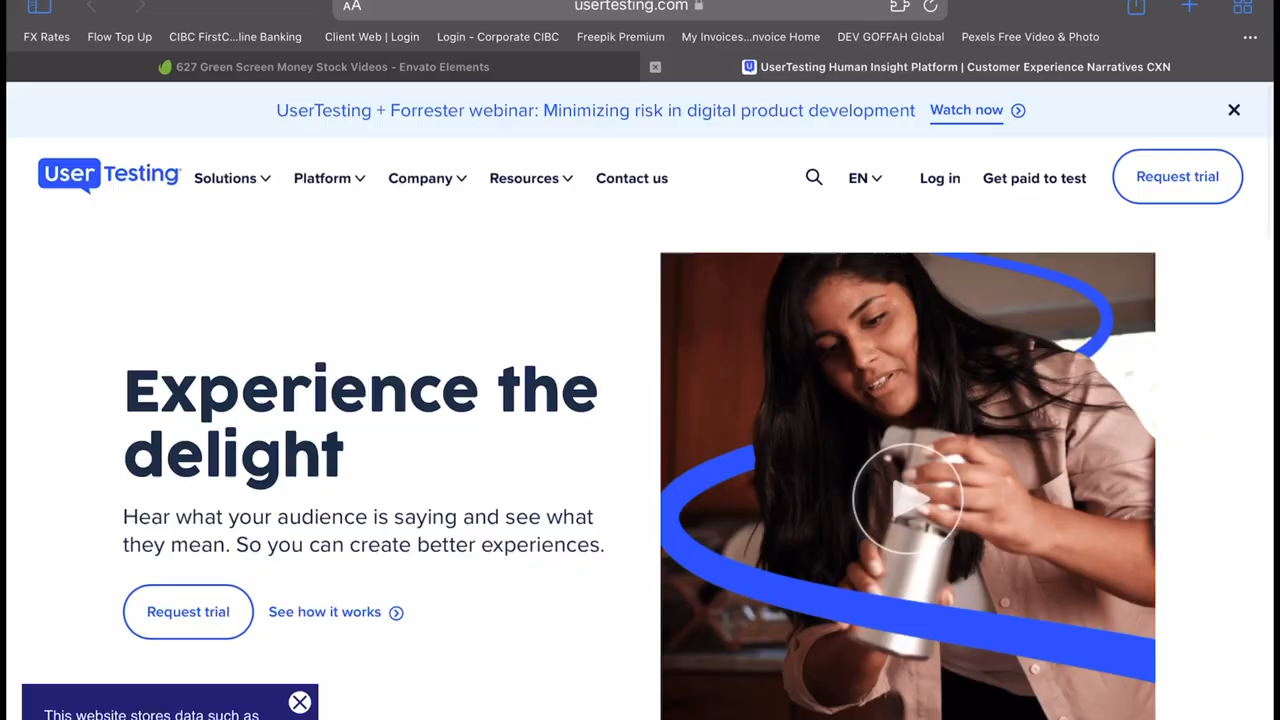 AA
usertesting.com
FX Rates Flow Top Up CIBC FirstC...line Banking Client Web | Login Login - Corporate CIBC Freepik Premium My Invoices...nvoice Home DEV GOFFAH Global Pexels Free Video & Photo
627 Green Screen Money Stock Videos - Envato Elements
UserTesting Human Insight Platform | Customer Experience Narratives CXN
UserTesting + Forrester webinar: Minimizing risk in digital product development Watch now
User Testing Solutions Platform Company Resources Contact us EN Log in Get paid to test Request trial
Experience the
delight
Hear what your audience is saying and see what
they mean. So you can create better experiences.
Request trial See how it works
This website stores data such as